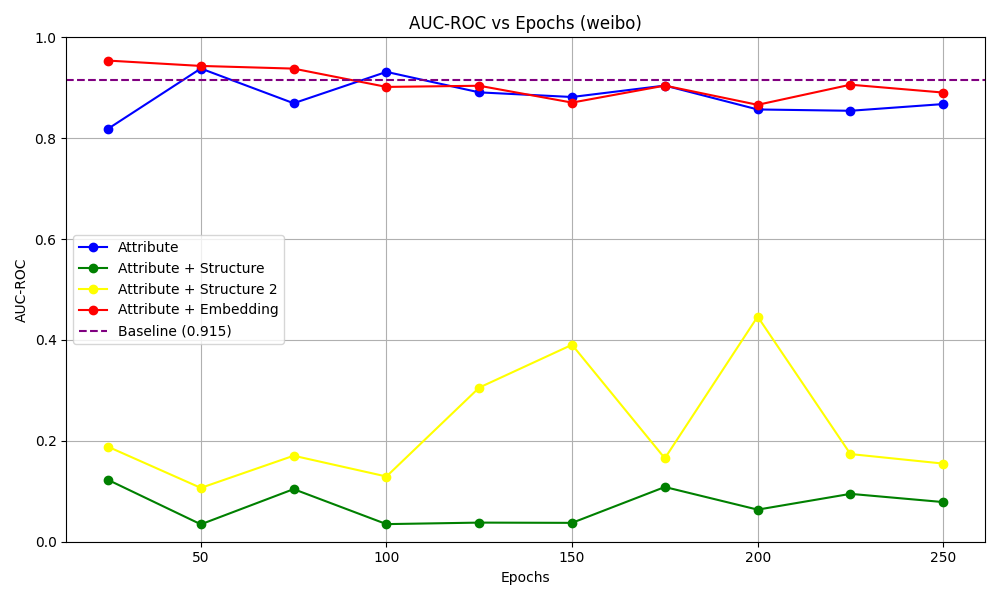 AUC-ROC vs Epochs (weibo)
1.0
0.8
0.6
0.4
0.2
0.0
AUC-ROC
Attribute
Attribute + Structure
Attribute + Structure 2
Attribute + Embedding
Baseline (0.915)
50
100
150
200
250
Epochs